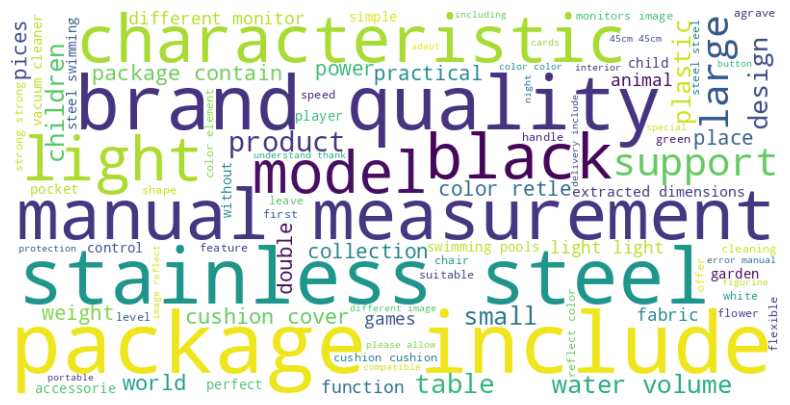 including
agrave
different monitor
simple
monitors image
characteristic
adapt
cards
45cm 45cm
button
pices
steel swimming
vacuum cleaner
strong strong
children
package contain
power
practical
color color
interior
child
animal
plastic
steel steel
large
design
night
speed
brand quality
player
special
color element
light
product
understand thank
handle
green
place
delivery include
model
black
support
pocket
shape
without
color retle
extracted dimensions
leave
first
manual measurement
protection
control
image reflect
feature
double
collection
swimming pools
light light
cleaning
error manual
chair
suitable
offer
garden
figurine
white
stainless steel
portable
weight
level
cushion cover
different image
games
small
reflect color
fabric
flower
flexible
please allow
package include
cushion cushion
compatible
accessorie
world
perfect
function
table
water volume